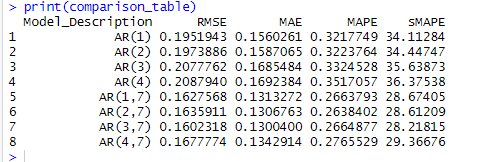 > print(comparison_table)
Model_Description RMSE MAE MAPE SMAPE
1 AR(1) 0.1951943 0.1560261 0.3217749 34.11284
2 AR(2) 0.1973886 0.1587065 0.3223764 34.44747
3 AR(3) 0.2077762 0.1685484 0.3324528 35.63873
4 AR(4) 0.2087940 0.1692384 0.3517057 36.37538
5 AR(1,7) 0.1627568 0.1313272 0.2663793 28.67405
6 AR(2,7) 0.1635911 0.1306763 0.2638402 28.61209
7 AR(3,7) 0.1602318 0.1300400 0.2664877 28.21815
8 AR(4,7) 0.1677774 0.1342914 0.2765529 29.36676
>